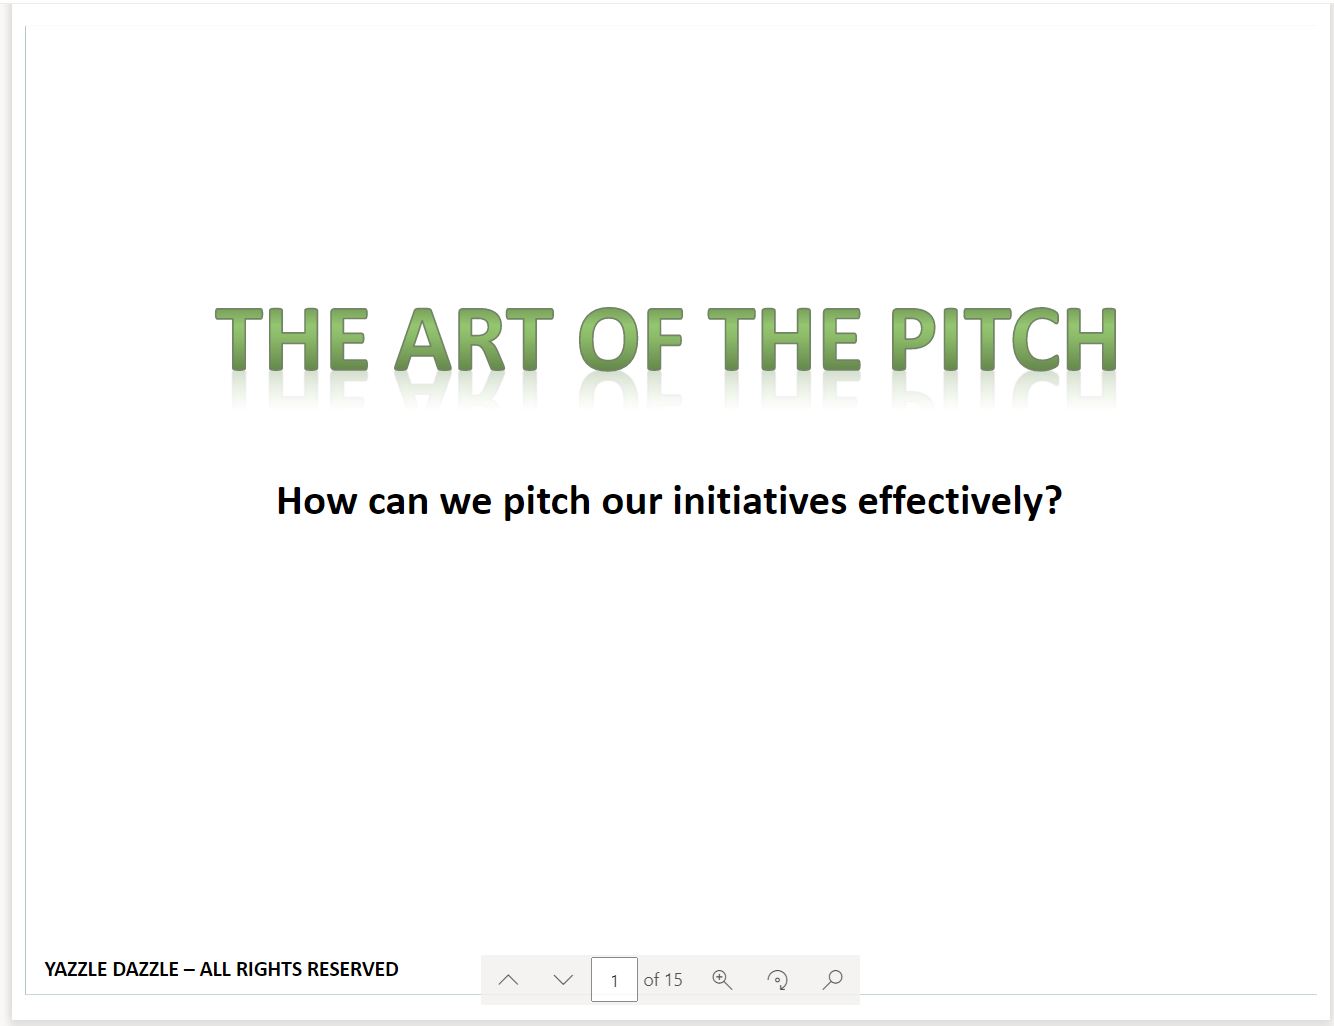 THE ART OF THE PITCH
How can we pitch our initiatives effectively?
YAZZLE DAZZLE – ALL RIGHTS RESERVED
1 of 15